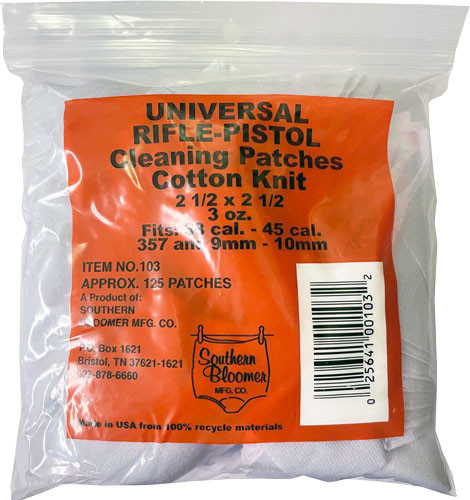 UNIVERSAL
RIFLE-PISTOL
Cleaning Patches
Cotton Knit
2 1/2 x 2 1/2
3 oz.
Fits: 38 cal. - 45 cal.
357 and 9mm - 10mm
ITEM NO.103
APPROX. 125 PATCHES
A Product of:
SOUTHERN
BLOOMER MFG. CO.
P.O. Box 1621
Bristol, TN 37621-1621
423-878-6660
Southern
Bloomer
MFG. CO.
0 25641 00103 2
Made in USA from 100% recycle materials